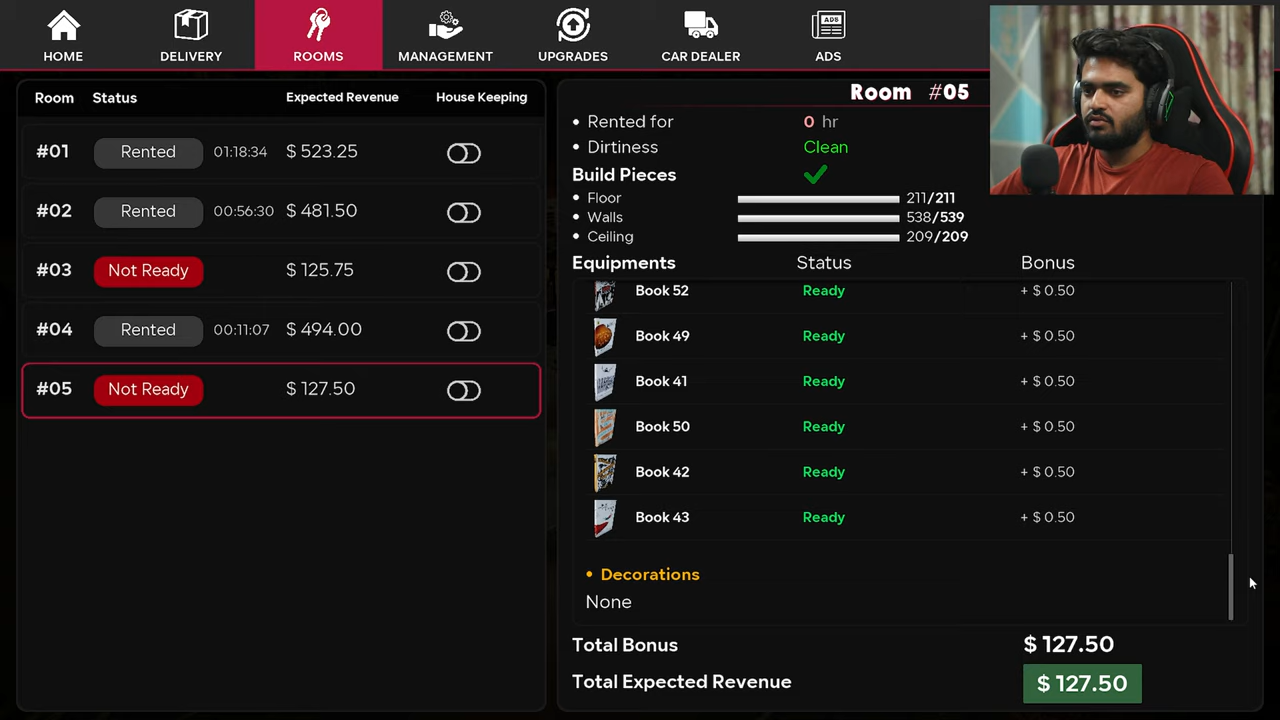 HOME
DELIVERY
ROOMS
MANAGEMENT
UPGRADES
CAR DEALER
ADS
ADS
Room Status Expected Revenue House Keeping
#01 Rented 01:18:34 $ 523.25
#02 Rented 00:56:30 $ 481.50
#03 Not Ready $ 125.75
#04 Rented 00:11:07 $ 494.00
#05 Not Ready $ 127.50
Room #05
• Rented for 0 hr
• Dirtiness Clean
Build Pieces
• Floor 211/211
• Walls 538/539
• Ceiling 209/209
Equipments Status Bonus
Book 52 Ready + $ 0.50
Book 49 Ready + $ 0.50
Book 41 Ready + $ 0.50
Book 50 Ready + $ 0.50
Book 42 Ready + $ 0.50
Book 43 Ready + $ 0.50
• Decorations
None
Total Bonus $ 127.50
Total Expected Revenue $ 127.50